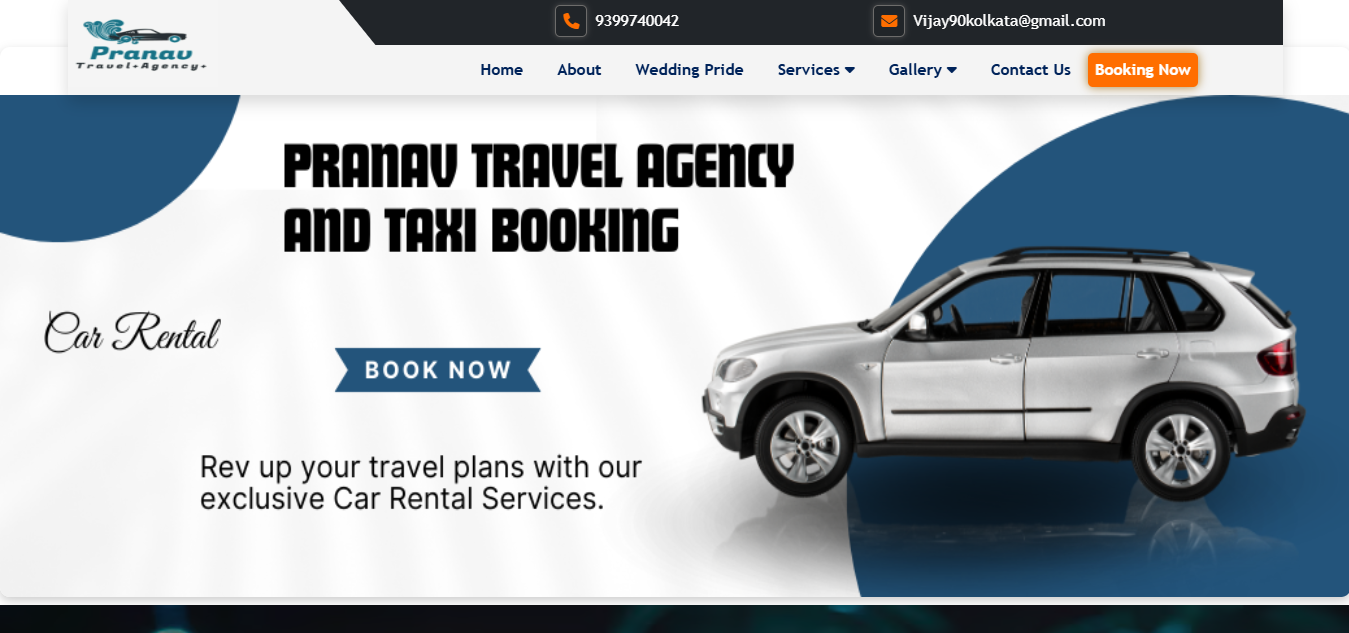 9399740042
Vijay90kolkata@gmail.com
Pranav
Travel+Agency+
Home About Wedding Pride Services Gallery Contact Us Booking Now
PRANAV TRAVEL AGENCY
AND TAXI BOOKING
Car Rental
BOOK NOW
Rev up your travel plans with our
exclusive Car Rental Services.